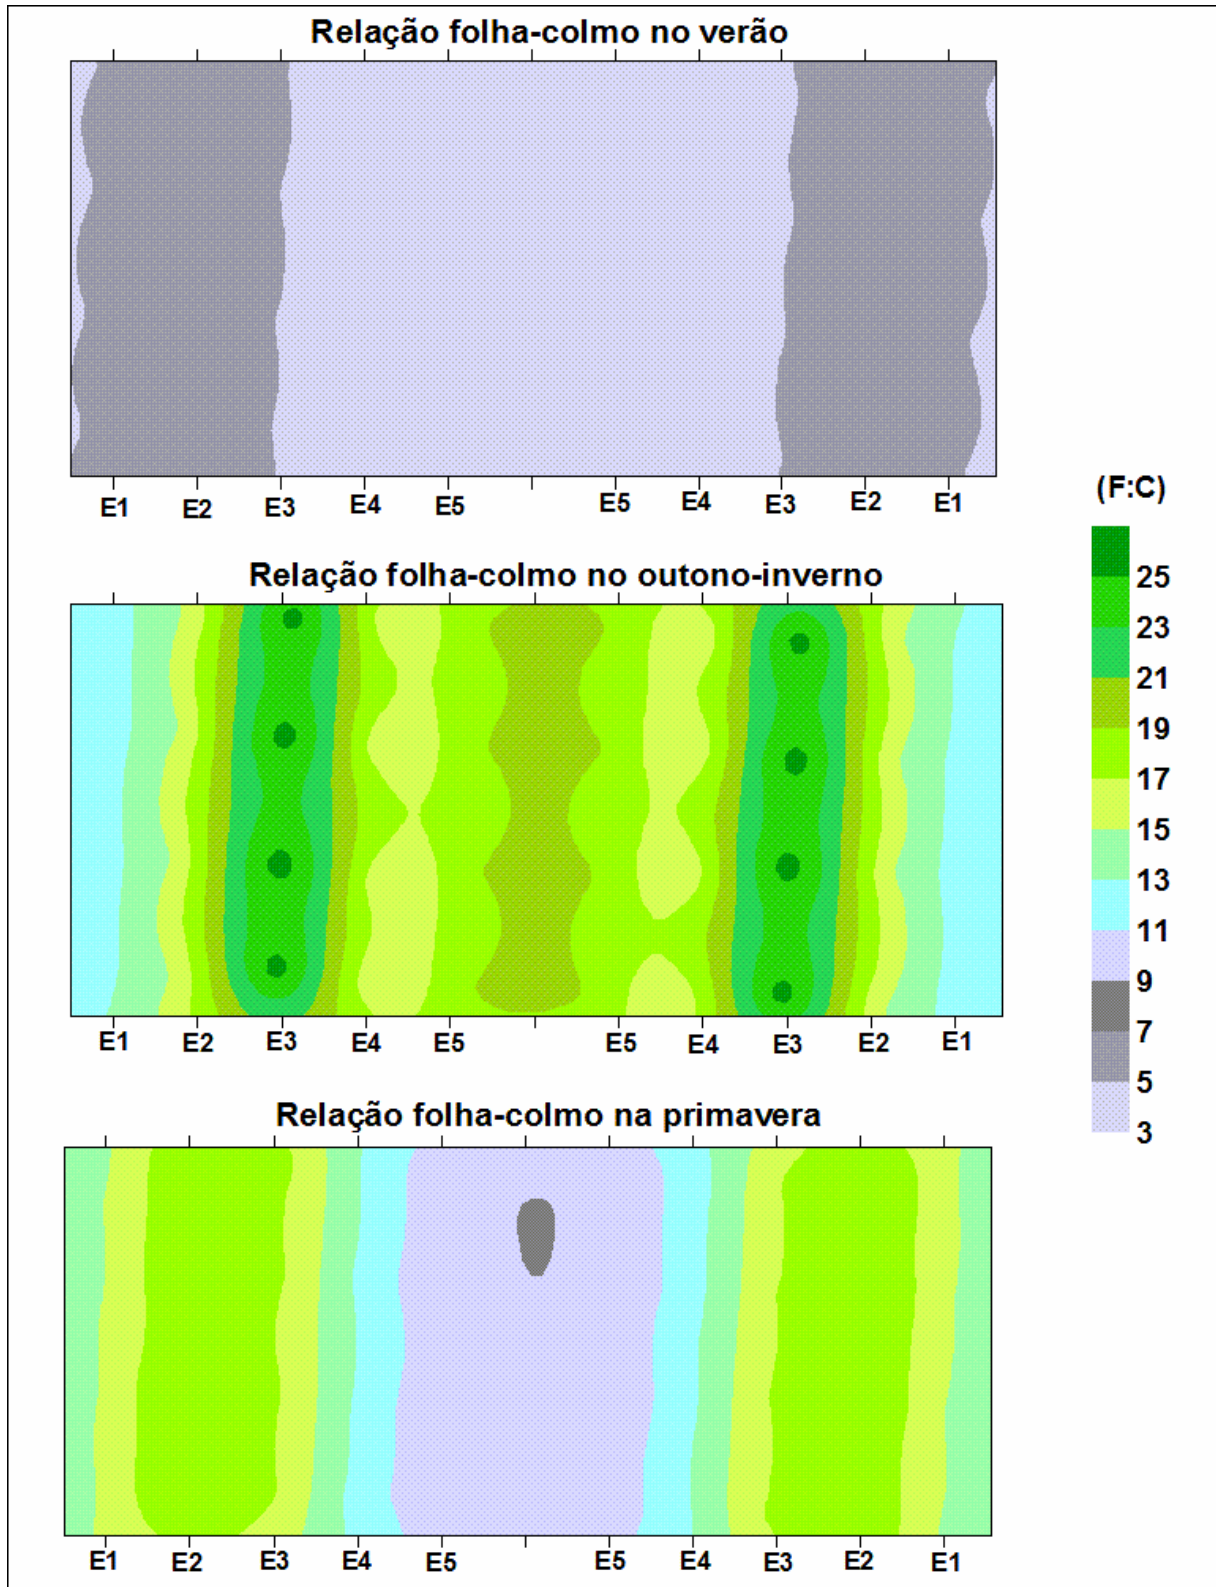 Relação folha-colmo no verão
E1 E2 E3 E4 E5 E5 E4 E3 E2 E1
(F:C)
25
23
21
19
17
15
13
11
9
7
5
3
Relação folha-colmo no outono-inverno
E1 E2 E3 E4 E5 E5 E4 E3 E2 E1
Relação folha-colmo na primavera
E1 E2 E3 E4 E5 E5 E4 E3 E2 E1